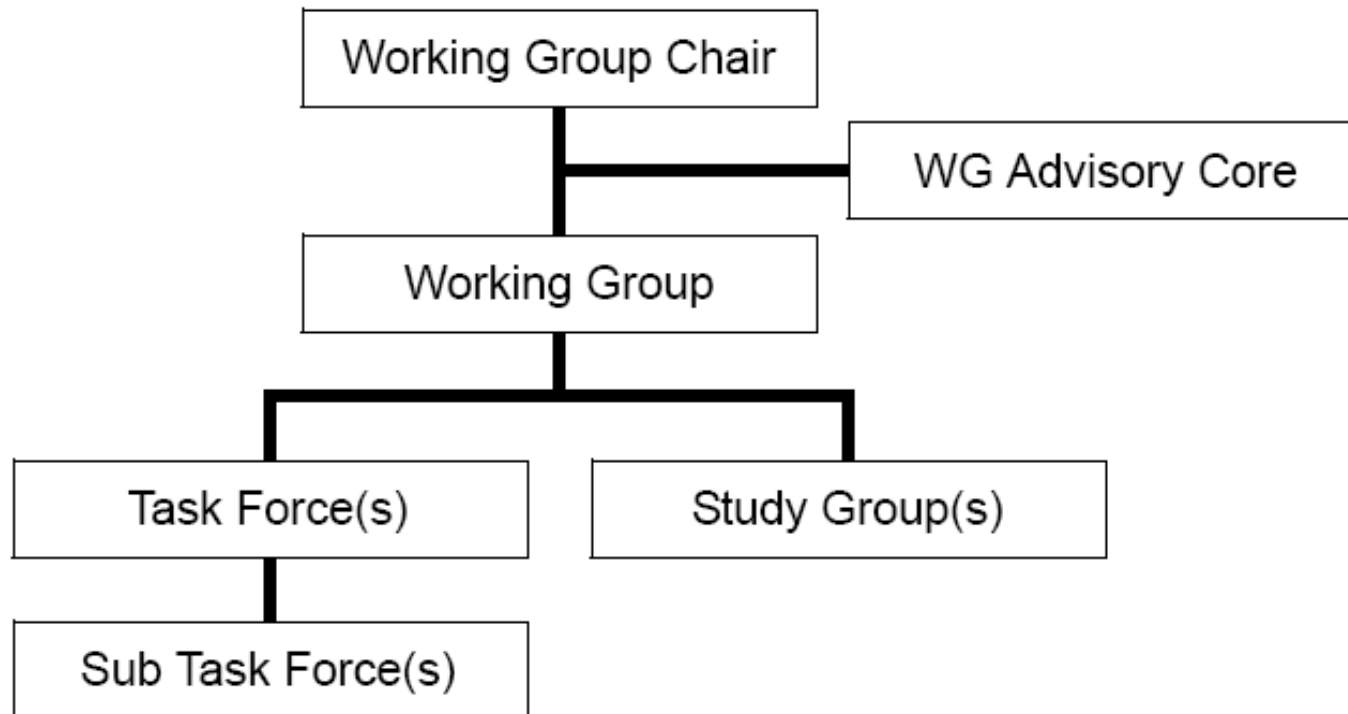 Working Group Chair
WG Advisory Core
Working Group
Task Force(s)
Study Group(s)
Sub Task Force(s)